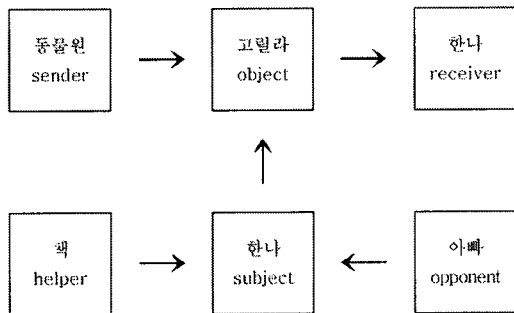 동물원
sender
고릴라
object
한나
receiver
책
helper
한나
subject
아빠
opponent